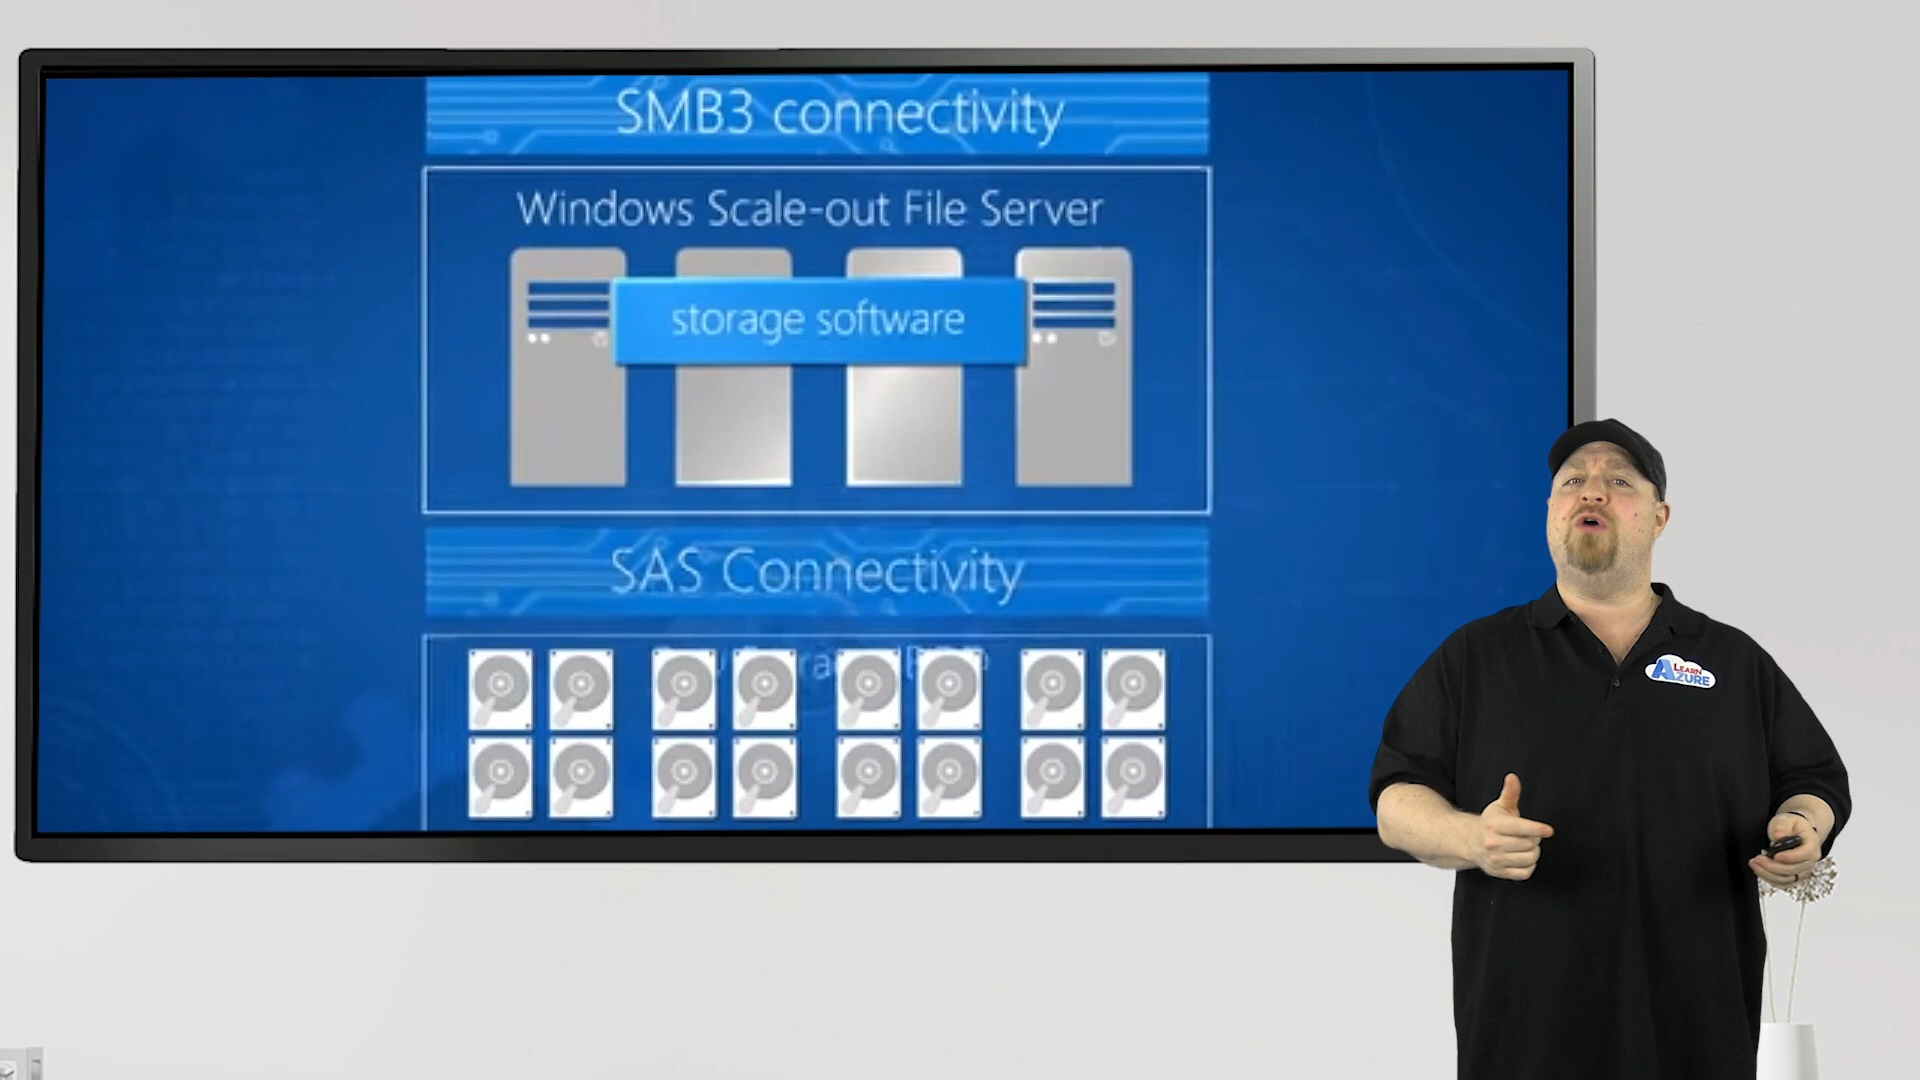 SMB3 connectivity
Windows Scale-out File Server
storage software
SAS Connectivity
LEARN
AZURE